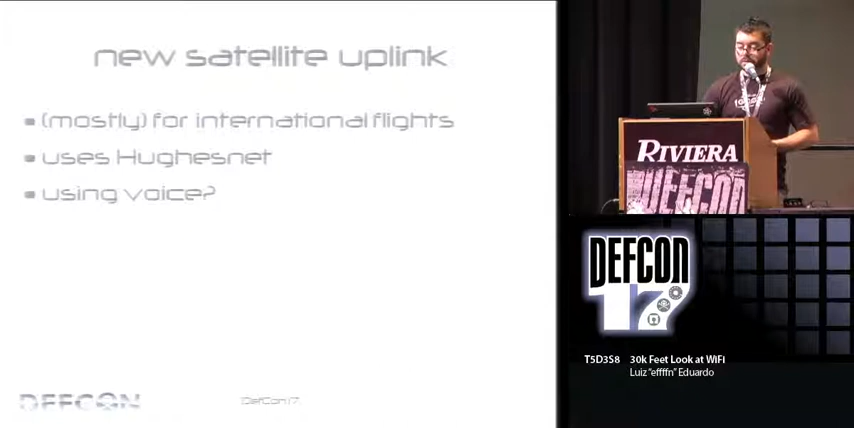 new satellite uplink
(mostly) for international flights
uses Hughesnet
using voice?
DEFCON
DefCon 17
RIVIERA
DEFCON
DEFCON
17
T5D3S8 30k Feet Look at WiFi
Luiz "effffn" Eduardo